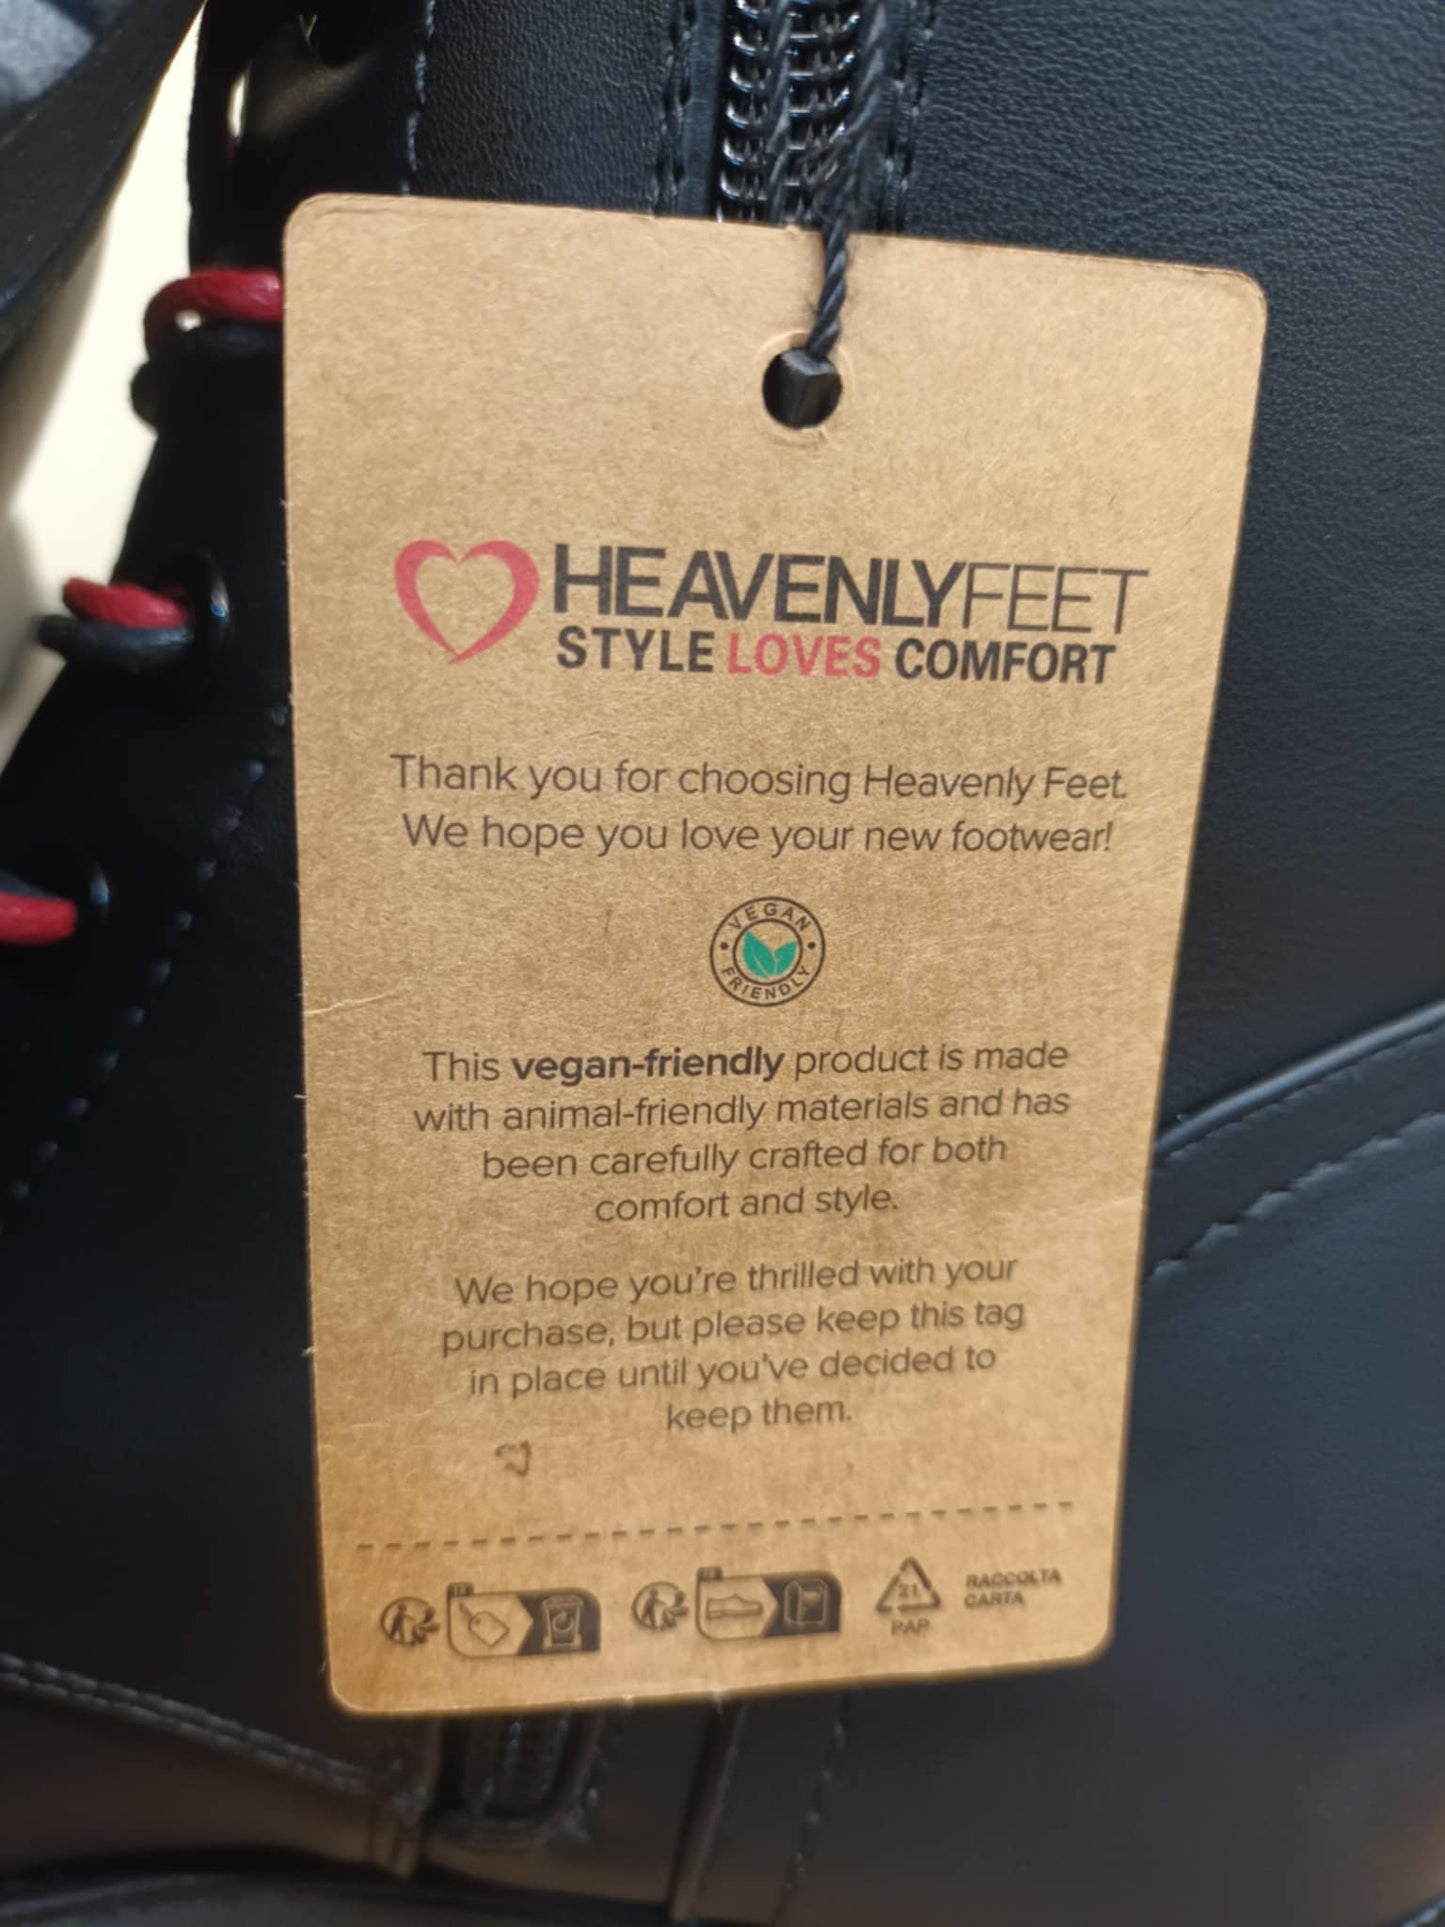 HEAVENLYFEET
STYLE LOVES COMFORT
Thank you for choosing Heavenly Feet.
We hope you love your new footwear!
VEGAN
FRIENDLY
This vegan-friendly product is made
with animal-friendly materials and has
been carefully crafted for both
comfort and style.
We hope you're thrilled with your
purchase, but please keep this tag
in place until you've decided to
keep them.
21
PAP
RACCOLTA
CARTA